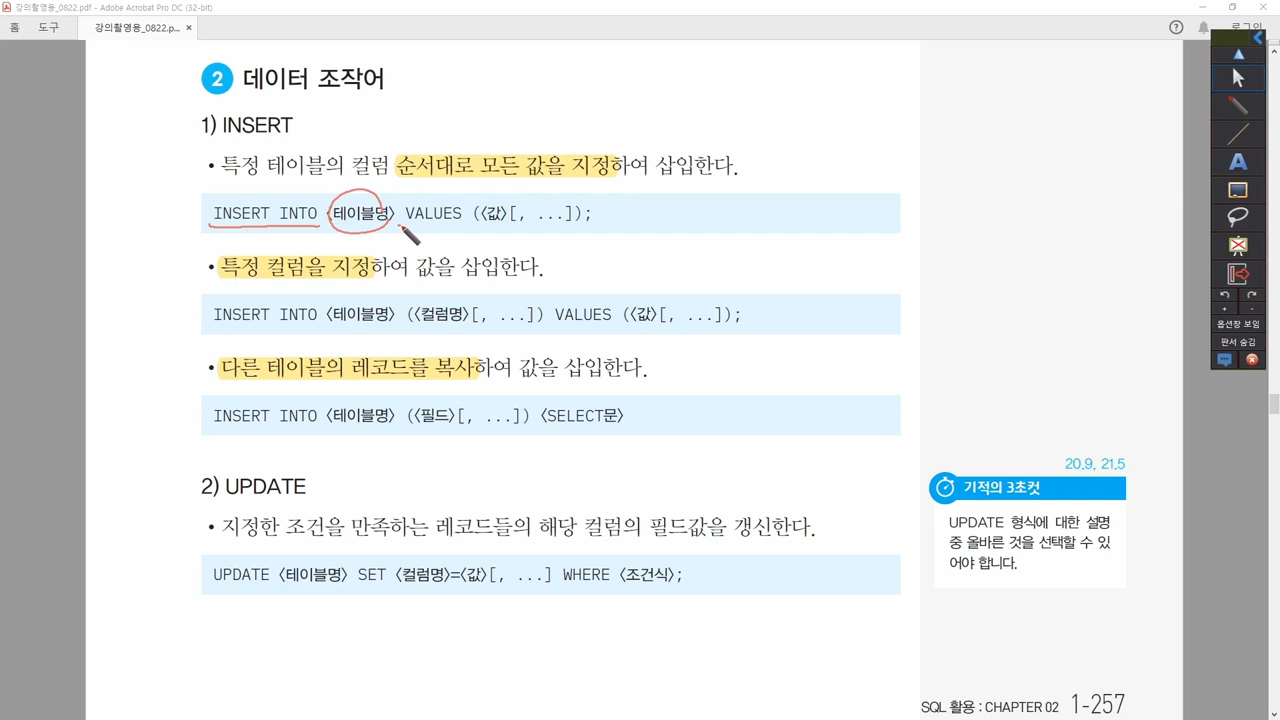 강의촬영용_0822.pdf - Adobe Acrobat Pro DC (32-bit)
홈 도구 강의촬영용_0822.p... × 로그인
2 데이터 조작어
1) INSERT
• 특정 테이블의 컬럼 순서대로 모든 값을 지정하여 삽입한다.
INSERT INTO 〈테이블명〉 VALUES (〈값〉[, ...]);
• 특정 컬럼을 지정하여 값을 삽입한다.
INSERT INTO 〈테이블명〉 (〈컬럼명〉[, ...]) VALUES (〈값〉[, ...]);
• 다른 테이블의 레코드를 복사하여 값을 삽입한다.
INSERT INTO 〈테이블명〉 (〈필드〉[, ...]) 〈SELECT문〉
2) UPDATE
• 지정한 조건을 만족하는 레코드들의 해당 컬럼의 필드값을 갱신한다.
UPDATE 〈테이블명〉 SET 〈컬럼명〉=〈값〉[, ...] WHERE 〈조건식〉;
20.9, 21.5
기적의 3초컷
UPDATE 형식에 대한 설명
중 올바른 것을 선택할 수 있
어야 합니다.
SQL 활용 : CHAPTER 02 1-257
A
+ -
옵션창 보임
판서 숨김